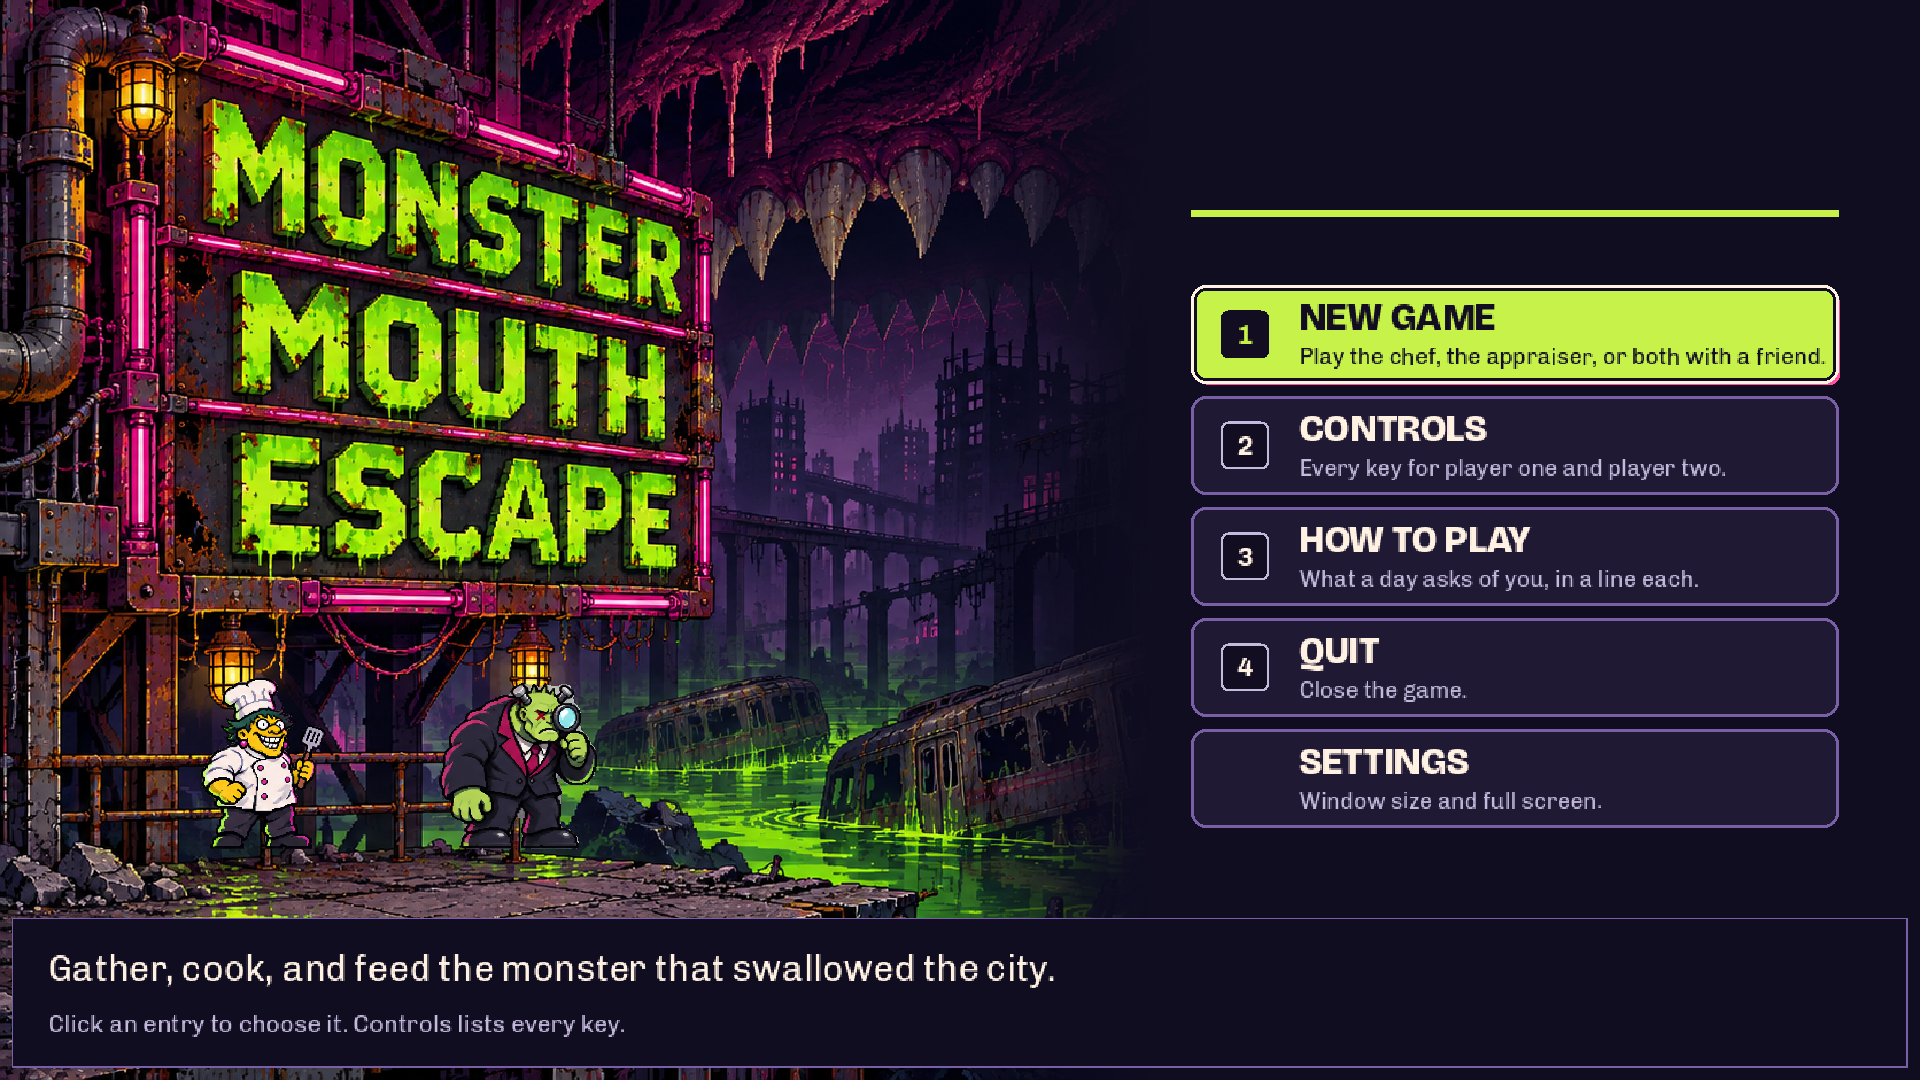 MONSTER
MOUTH
ESCAPE
1
NEW GAME
Play the chef, the appraiser, or both with a friend.
2
CONTROLS
Every key for player one and player two.
3
HOW TO PLAY
What a day asks of you, in a line each.
4
QUIT
Close the game.
SETTINGS
Window size and full screen.
Gather, cook, and feed the monster that swallowed the city.
Click an entry to choose it. Controls lists every key.